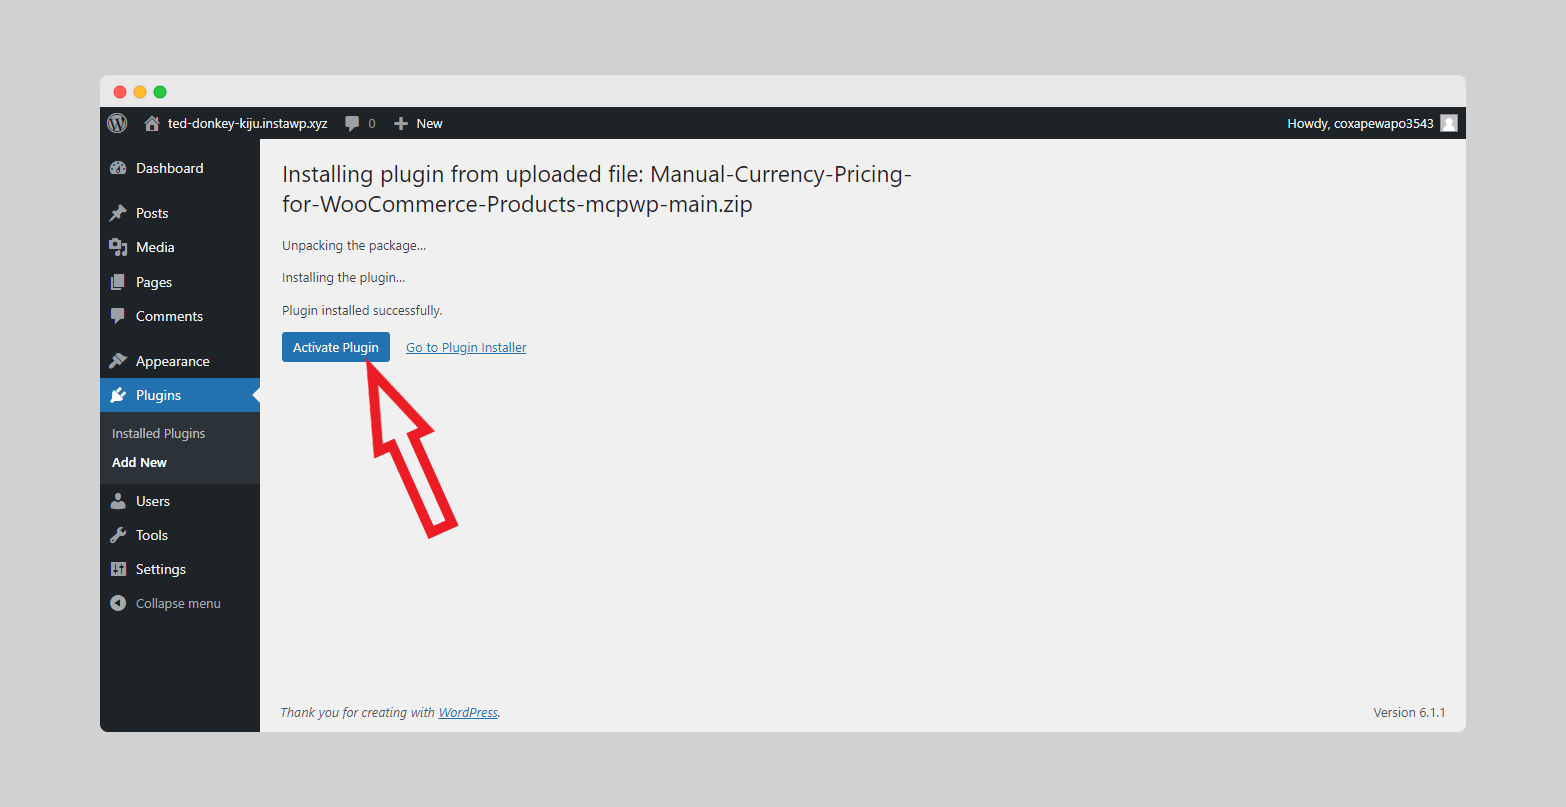 ted-donkey-kiju.instawp.xyz 0 New Howdy, coxapewapo3543
Dashboard
Posts
Media
Pages
Comments
Appearance
Plugins
Installed Plugins
Add New
Users
Tools
Settings
Collapse menu
Installing plugin from uploaded file: Manual-Currency-Pricing-
for-WooCommerce-Products-mcpwp-main.zip
Unpacking the package...
Installing the plugin...
Plugin installed successfully.
Activate Plugin Go to Plugin Installer
Thank you for creating with WordPress. Version 6.1.1